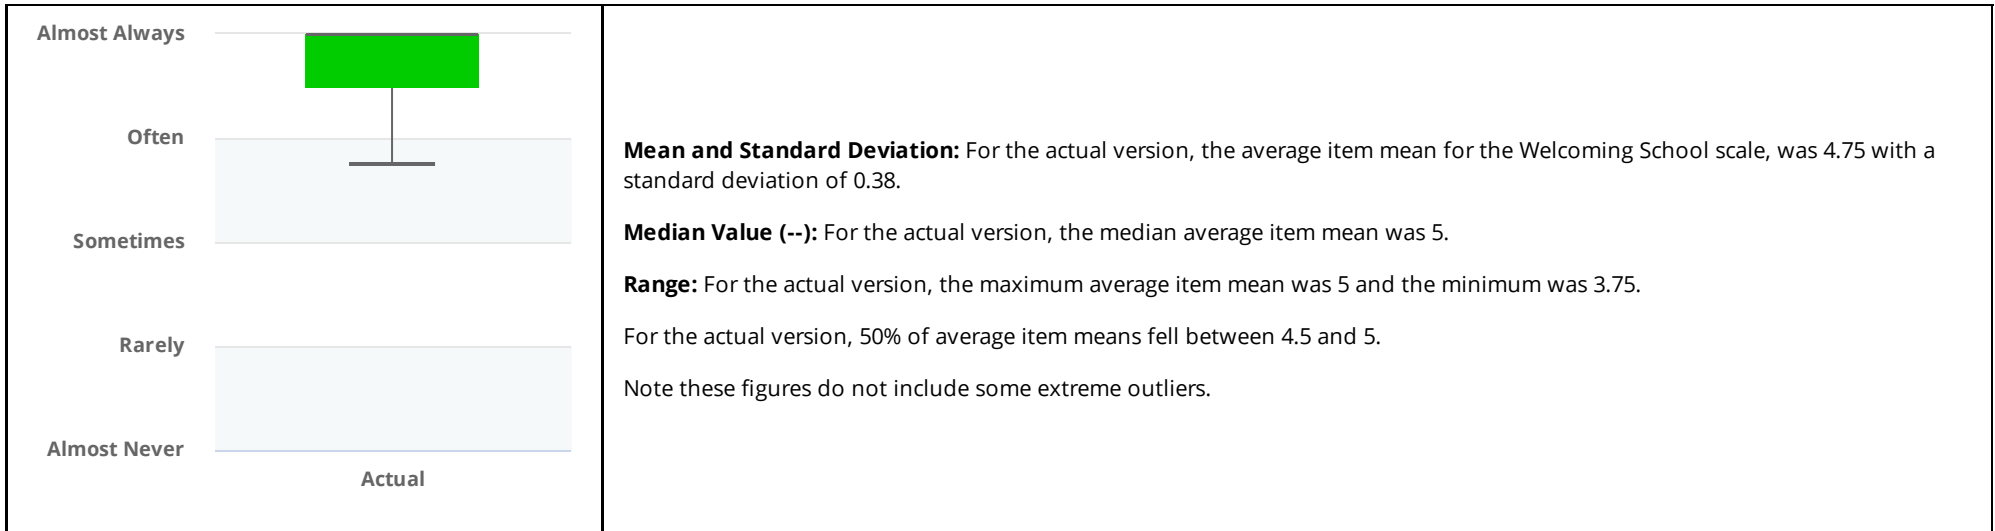 Almost Always
Often
Sometimes
Rarely
Almost Never
Actual
Mean and Standard Deviation: For the actual version, the average item mean for the Welcoming School scale, was 4.75 with a
standard deviation of 0.38.
Median Value (--): For the actual version, the median average item mean was 5.
Range: For the actual version, the maximum average item mean was 5 and the minimum was 3.75.
For the actual version, 50% of average item means fell between 4.5 and 5.
Note these figures do not include some extreme outliers.